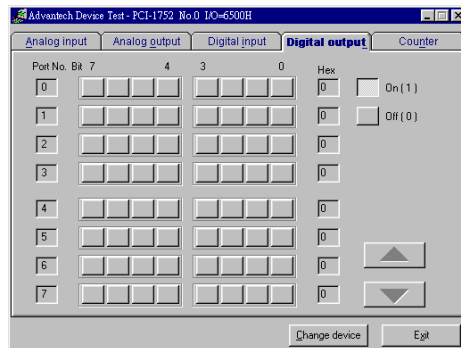 Advantech Device Test - PCI-1752 No.0 I/O=6500H
Analog input Analog output Digital input Digital output Counter
Port No. Bit 7 4 3 0 Hex
0 0 On ( 1 )
1 0 Off ( 0 )
2 0
3 0
4 0
5 0
6 0
7 0
Change device Exit